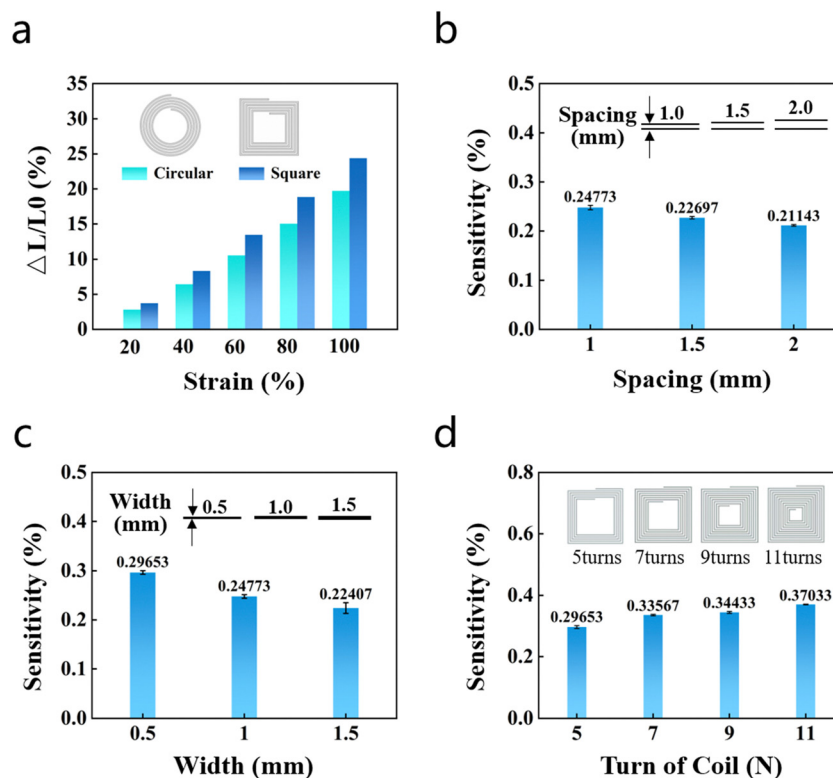 a
35
30
25
20
15
10
5
0
△L/L0 (%)
Circular
Square
20 40 60 80 100
Strain (%)
b
0.5
0.4
0.3
0.2
0.1
0.0
Sensitivity (%)
Spacing
(mm)
1.0 1.5 2.0
0.24773
0.22697
0.21143
1 1.5 2
Spacing (mm)
c
0.5
0.4
0.3
0.2
0.1
0.0
Sensitivity (%)
Width
(mm)
0.5 1.0 1.5
0.29653
0.24773
0.22407
0.5 1 1.5
Width (mm)
d
0.8
0.6
0.4
0.2
0.0
Sensitivity (%)
5turns 7turns 9turns 11turns
0.29653
0.33567
0.34433
0.37033
5 7 9 11
Turn of Coil (N)